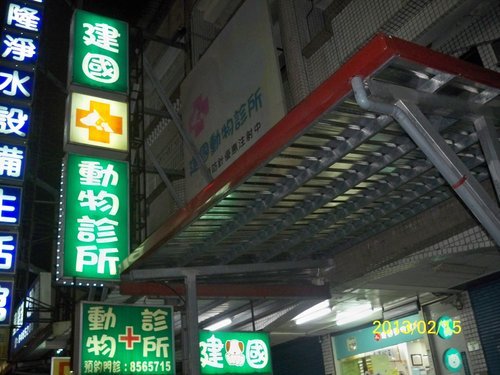 隆淨水設備生活
建國
動物診所
建國動物診所
動物診所
預約門診：8565715
建國
2013/02/15